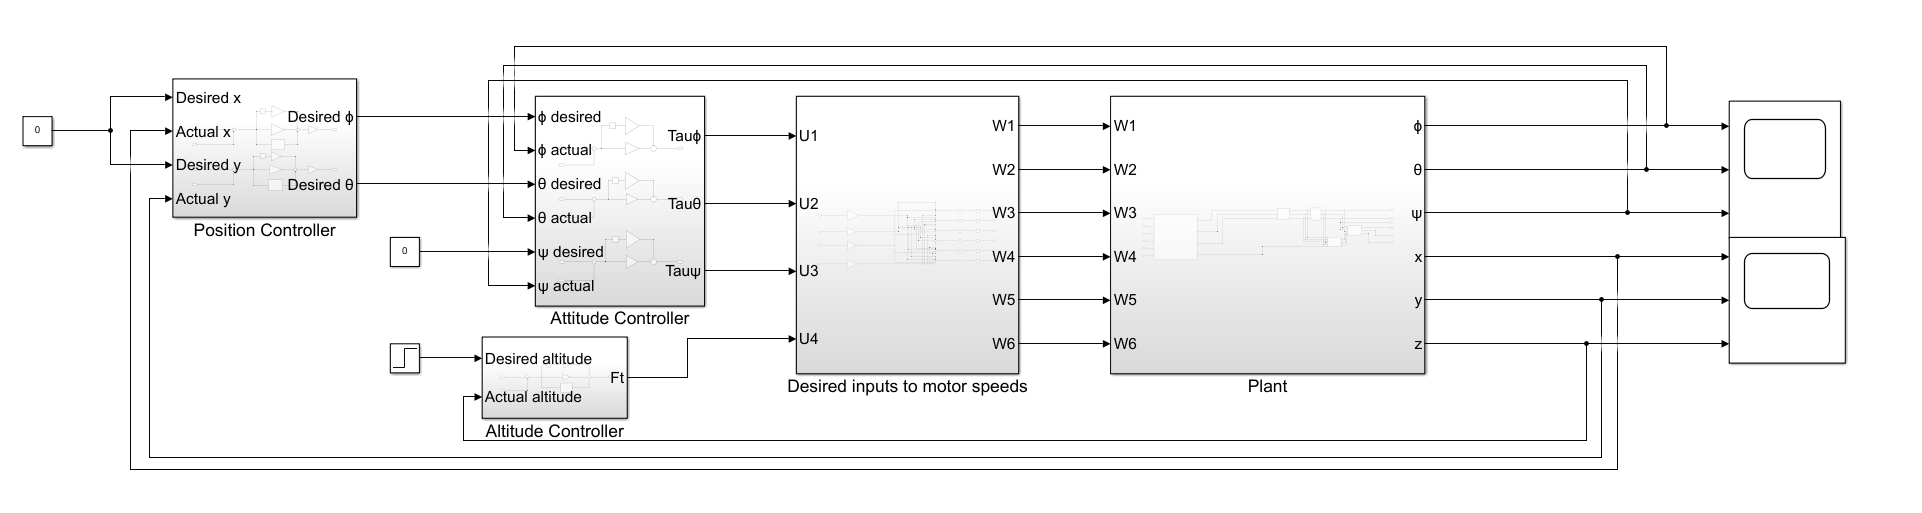 0
Desired x
Actual x
Desired y
Actual y
Desired ϕ
Desired θ
Position Controller
0
ϕ desired
ϕ actual
θ desired
θ actual
ψ desired
ψ actual
Tauϕ
Tauθ
Tauψ
Attitude Controller
Desired altitude
Actual altitude
Ft
Altitude Controller
U1
U2
U3
U4
W1
W2
W3
W4
W5
W6
Desired inputs to motor speeds
W1
W2
W3
W4
W5
W6
ϕ
θ
ψ
x
y
z
Plant